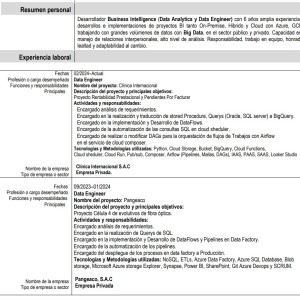 Resumen personal
Desarrollador Business Intelligence (Data Analytics y Data Engineer) con 6 años amplia experiencia
desarrollos e implementaciones de proyectos BI tanto On-Premise, Híbrido y Cloud con Azure, GCP
trabajando con grandes volúmenes de datos con Big Data, en el sector publico y privado. Capacidad en
manejo de relaciones interpersonales, alto nivel de análisis. Responsabilidad, trabajo en equipo, honradez
lealtad y adaptabilidad al cambio.
Experiencia laboral
Fechas 02/2024–Actual
Profesión o cargo desempeñado Data Engineer
Funciones y responsabilidades Nombre del proyecto: Clínica Internacional
Principales Descripción del proyecto y principales objetivos:
Proyecto Rentabilidad Prestacional y Pendientes Por Facturar
Actividades y responsabilidades:
Encargado análisis de requerimientos.
Encargado en la realización y traducción de stored Procedure, Querys (Oracle, SQL server) a BigQuery.
Encargado en la implementación y Desarrollo de DataFlows.
Encargado de la automatización de las consultas SQL en cloud sheduler.
Encargado de realizar o modificar DAGs para la orquestación de flujos de Trabajos con Airflow
en el servicio de cloud composer.
Tecnologías y Metodologías utilizadas: Python, Cloud Storage, Bucket, BigQuery, Cloud Functions,
Cloud sheduler, Cloud Run, Pub/sub, Composer, Airflow (Pipelines, Mallas, DAGs), IAAS, PAAS, SAAS, Looker Studio
Nombre de la empresa Clínica Internacional S.A.C
Tipo de empresa o sector Empresa Privada.
Fechas 09/2023–01/2024
Profesión o cargo desempeñado Data Engineer
Funciones y responsabilidades Nombre del proyecto: Pangeaco
Principales Descripción del proyecto y principales objetivos:
Proyecto Célula 4 de evolutivos de fibra óptica.
Actividades y responsabilidades:
Encargado análisis de requerimientos.
Encargado en la realización de Querys de SQL.
Encargado en la implementación y Desarrollo de DataFlows y Pipelines en Data Factory.
Encargado de la automatización de los pipelines.
Encargado del despliegue de los procesos en data factory a Producción.
Tecnologías y Metodologías utilizadas: NoSQL, ETLs, Azure Data Factory, Azure SQL Database, Blob
storage, Microsoft Azure storage Explorer, Synapse, Power BI, SharePoint, Git Azure Devops y SCRUM.
Nombre de la empresa Pangeaco, S.A.C
Tipo de empresa o sector Empresa Privada